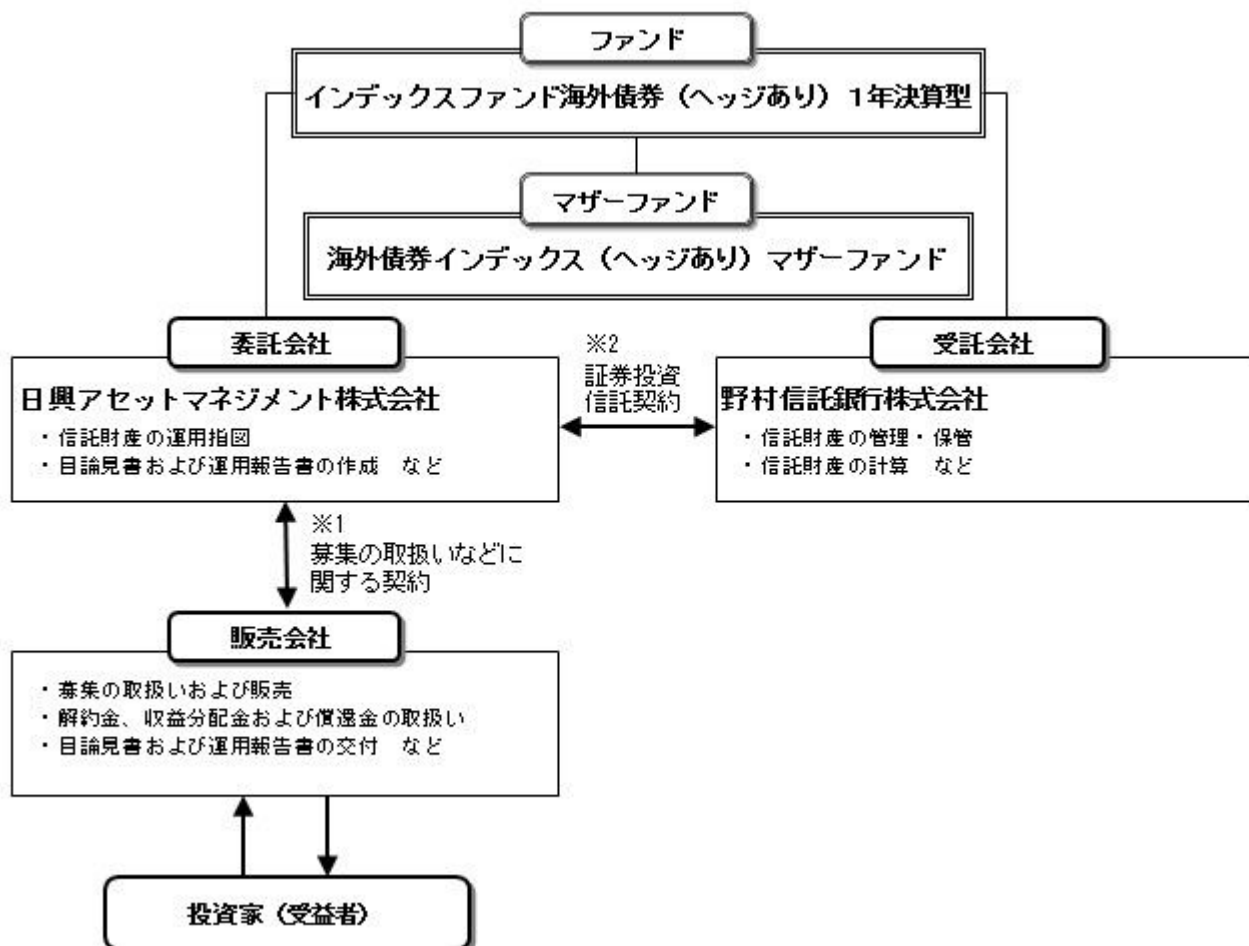 ファンド
インデックスファンド海外債券（ヘッジあり）1年決算型
マザーファンド
海外債券インデックス（ヘッジあり）マザーファンド
委託会社
日興アセットマネジメント株式会社
・信託財産の運用指図
・目論見書および運用報告書の作成　など
※2
証券投資
信託契約
受託会社
野村信託銀行株式会社
・信託財産の管理・保管
・信託財産の計算　など
※1
募集の取扱いなどに
関する契約
販売会社
・募集の取扱いおよび販売
・解約金、収益分配金および償還金の取扱い
・目論見書および運用報告書の交付　など
投資家（受益者）